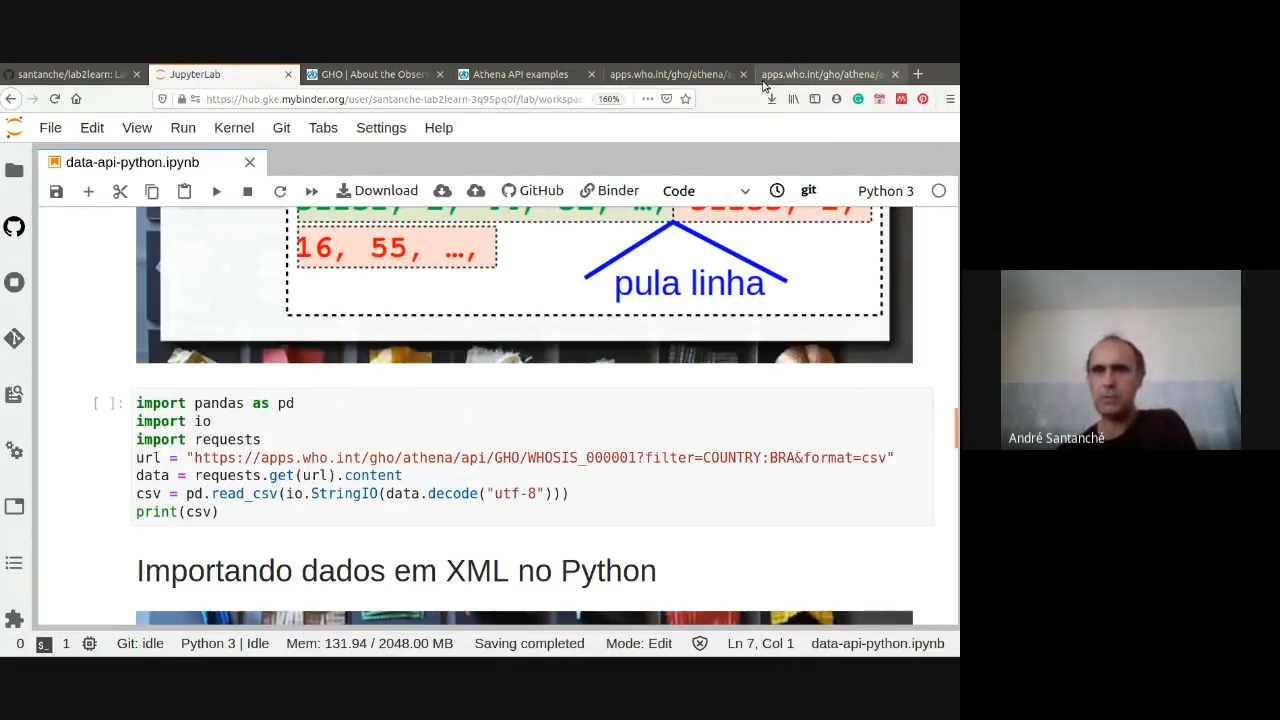 santanche/lab2learn: La
JupyterLab
GHO | About the Obser
Athena API examples
apps.who.int/gho/athena/a
apps.who.int/gho/athena/a
https://hub.gke.mybinder.org/user/santanche-lab2learn-3q95pq0f/lab/workspac
160%
File Edit View Run Kernel Git Tabs Settings Help
data-api-python.ipynb
Download GitHub Binder Code git Python 3
16, 55, …,
pula linha
[ ]:
import pandas as pd
import io
import requests
url = "https://apps.who.int/gho/athena/api/GHO/WHOSIS_000001?filter=COUNTRY:BRA&format=csv"
data = requests.get(url).content
csv = pd.read_csv(io.StringIO(data.decode("utf-8")))
print(csv)
Importando dados em XML no Python
0 $_ 1 Git: idle Python 3 | Idle Mem: 131.94 / 2048.00 MB Saving completed Mode: Edit Ln 7, Col 1 data-api-python.ipynb
André Santanchè